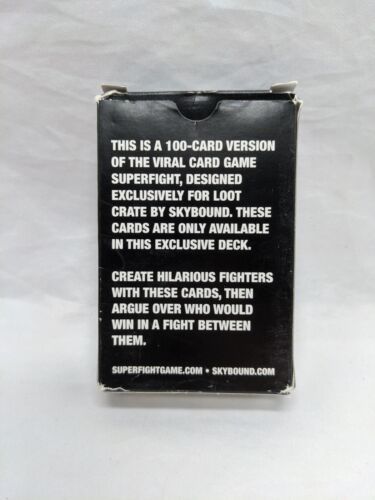 THIS IS A 100-CARD VERSION
OF THE VIRAL CARD GAME
SUPERFIGHT, DESIGNED
EXCLUSIVELY FOR LOOT
CRATE BY SKYBOUND. THESE
CARDS ARE ONLY AVAILABLE
IN THIS EXCLUSIVE DECK.
CREATE HILARIOUS FIGHTERS
WITH THESE CARDS, THEN
ARGUE OVER WHO WOULD
WIN IN A FIGHT BETWEEN
THEM.
SUPERFIGHTGAME.COM • SKYBOUND.COM